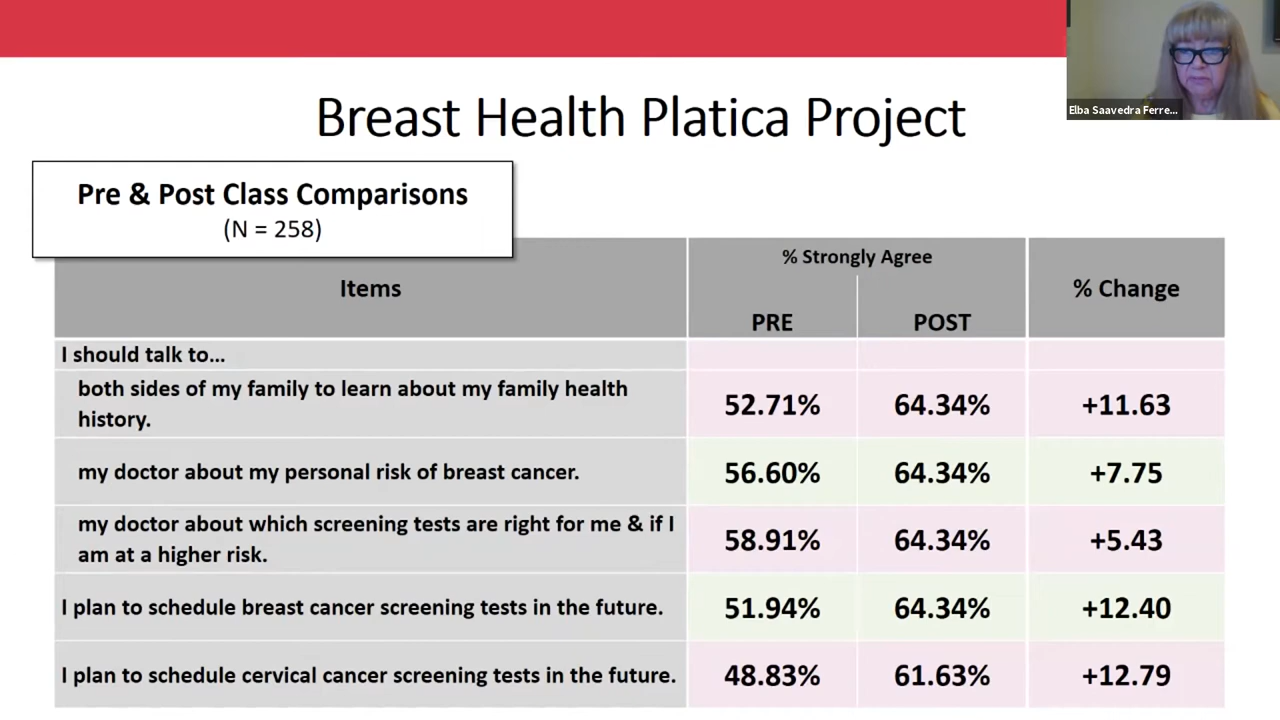 Elba Saavedra Ferre...
Breast Health Platica Project
Pre & Post Class Comparisons
(N = 258)
% Strongly Agree
Items
% Change
PRE POST
I should talk to...
both sides of my family to learn about my family health
history.
52.71% 64.34% +11.63
my doctor about my personal risk of breast cancer. 56.60% 64.34% +7.75
my doctor about which screening tests are right for me & if I
am at a higher risk.
58.91% 64.34% +5.43
I plan to schedule breast cancer screening tests in the future. 51.94% 64.34% +12.40
I plan to schedule cervical cancer screening tests in the future. 48.83% 61.63% +12.79